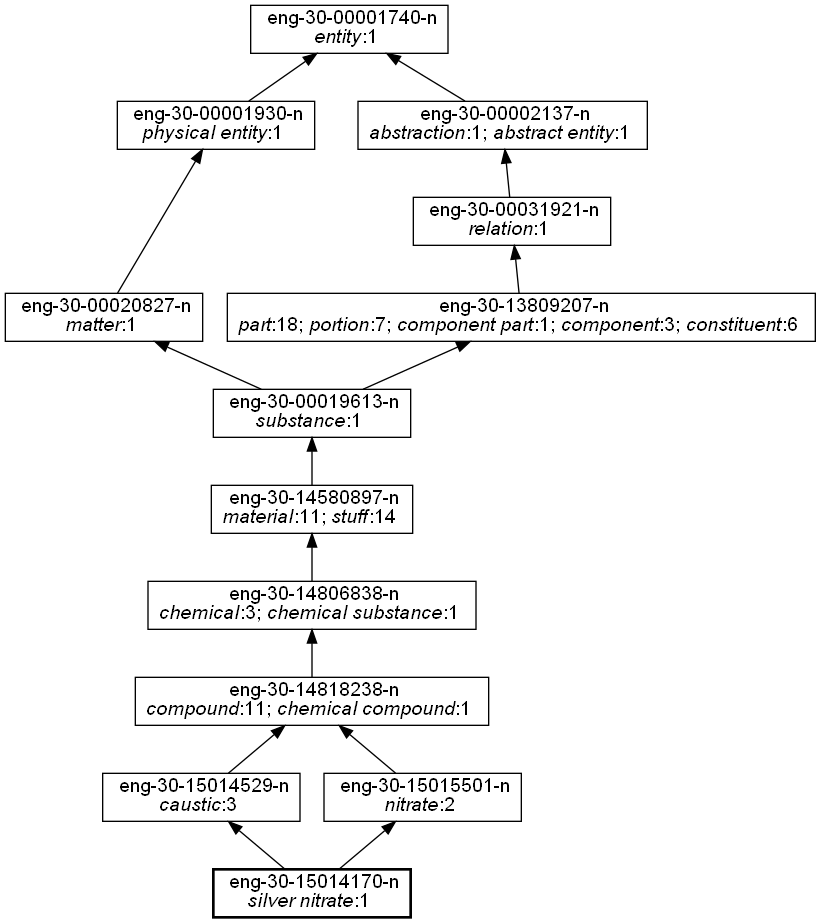 eng-30-00001740-n
entity:1
eng-30-00001930-n
physical entity:1
eng-30-00002137-n
abstraction:1; abstract entity:1
eng-30-00031921-n
relation:1
eng-30-00020827-n
matter:1
eng-30-13809207-n
part:18; portion:7; component part:1; component:3; constituent:6
eng-30-00019613-n
substance:1
eng-30-14580897-n
material:11; stuff:14
eng-30-14806838-n
chemical:3; chemical substance:1
eng-30-14818238-n
compound:11; chemical compound:1
eng-30-15014529-n
caustic:3
eng-30-15015501-n
nitrate:2
eng-30-15014170-n
silver nitrate:1